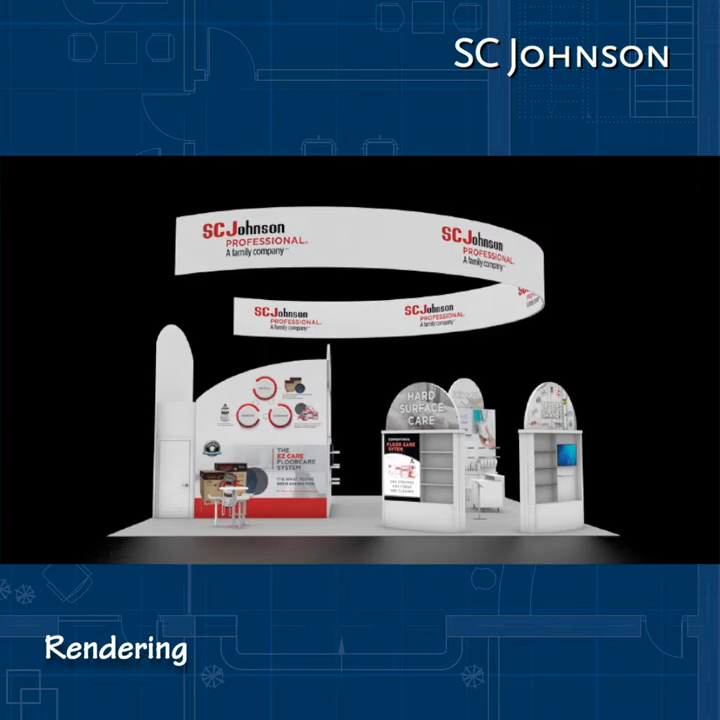 SC JOHNSON
SCJohnson
PROFESSIONAL
A family company
SCJohnson
PROFESSIONAL
A family company
SCJohnson
PROFESSIONAL
A family company
SCJohnson
PROFESSIONAL
A family company
HARD
SURFACE
CARE
FLOOR CARE
THE
EZ CARE
FLOORCARE
SYSTEM
Rendering